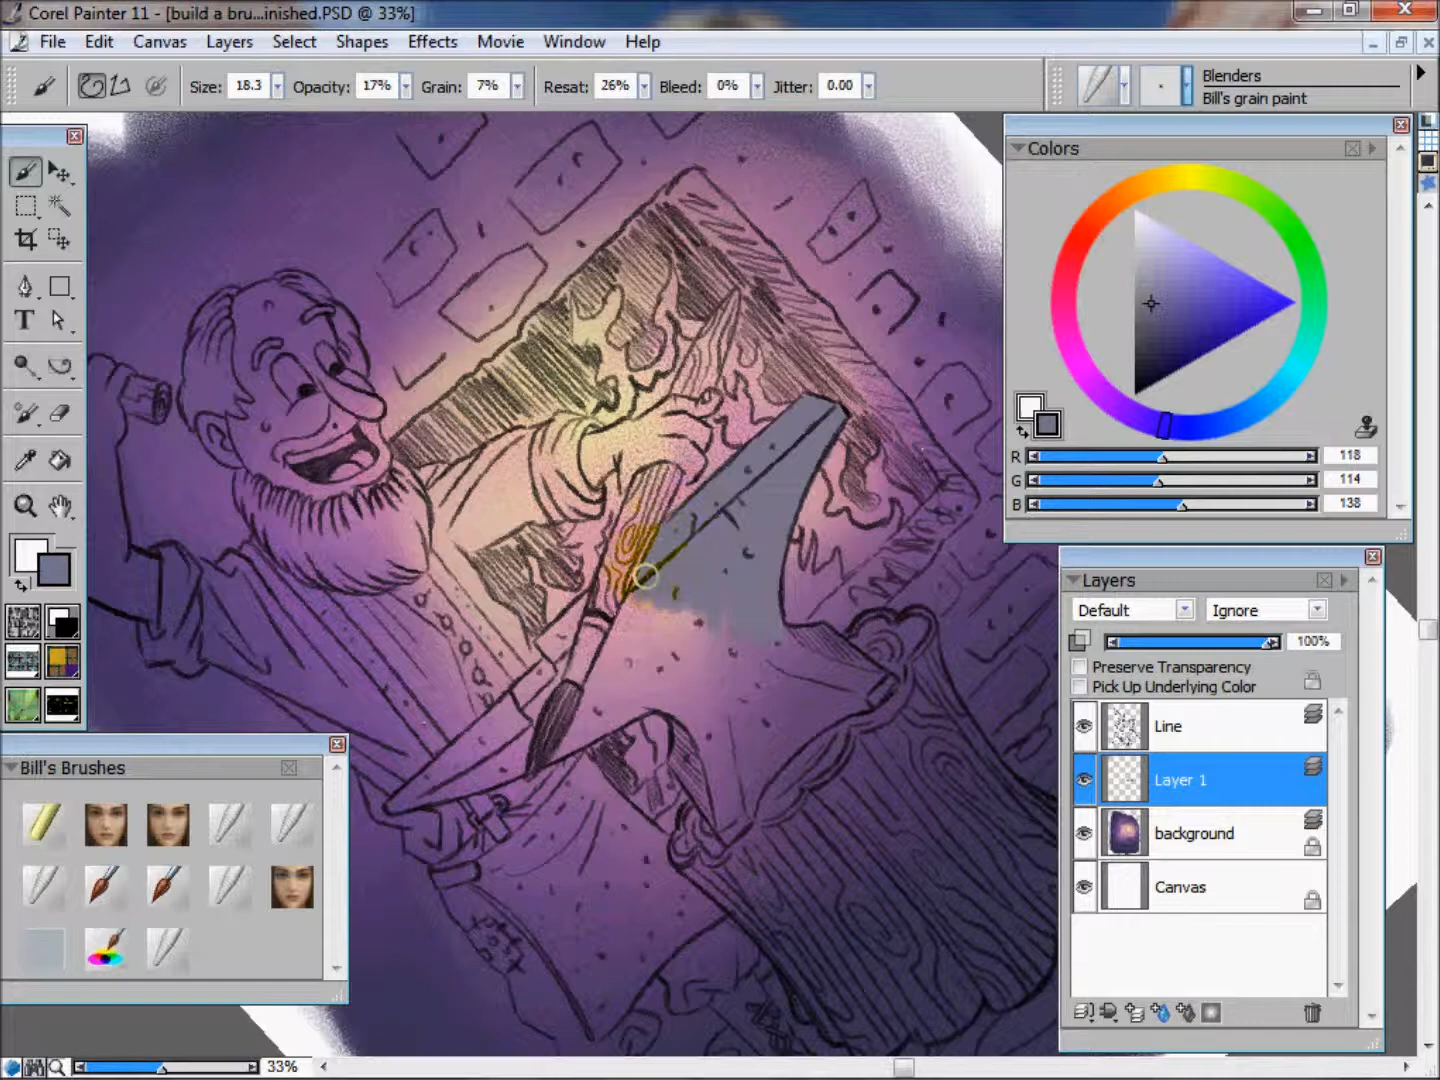 Corel Painter 11 - [build a bru...inished.PSD @ 33%]
File Edit Canvas Layers Select Shapes Effects Movie Window Help
Size: 18.3 Opacity: 17% Grain: 7% Resat: 26% Bleed: 0% Jitter: 0.00
Blenders
Bill's grain paint
Colors
R 118
G 114
B 138
Layers
Default Ignore
100%
Preserve Transparency
Pick Up Underlying Color
Line
Layer 1
background
Canvas
T
Bill's Brushes
33%